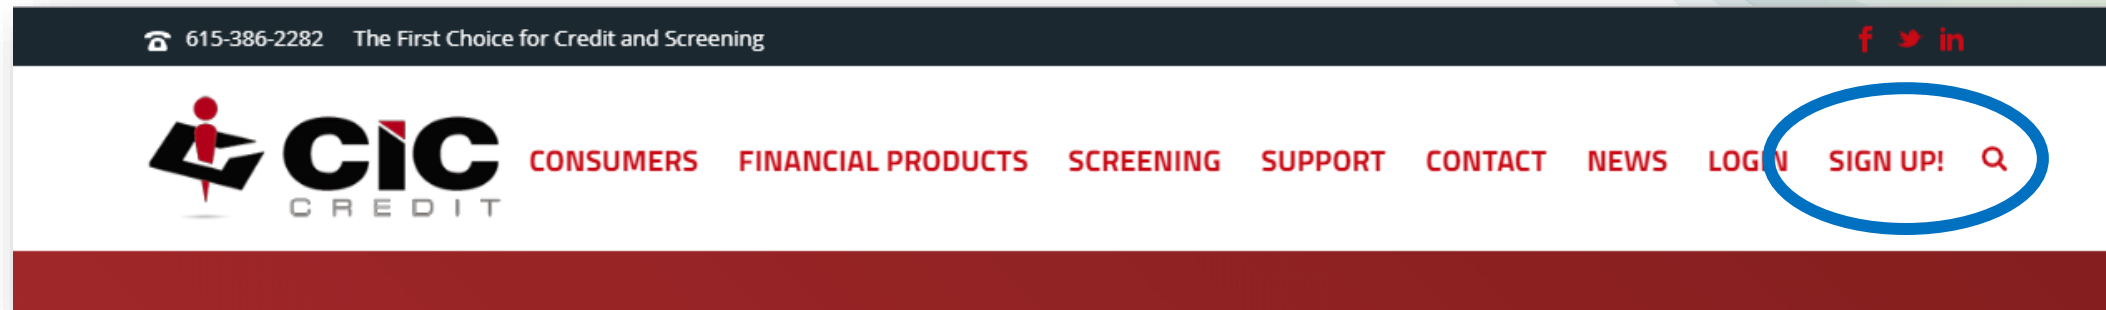 615-386-2282 The First Choice for Credit and Screening
f in
CiC
CREDIT
CONSUMERS FINANCIAL PRODUCTS SCREENING SUPPORT CONTACT NEWS LOGIN SIGN UP!